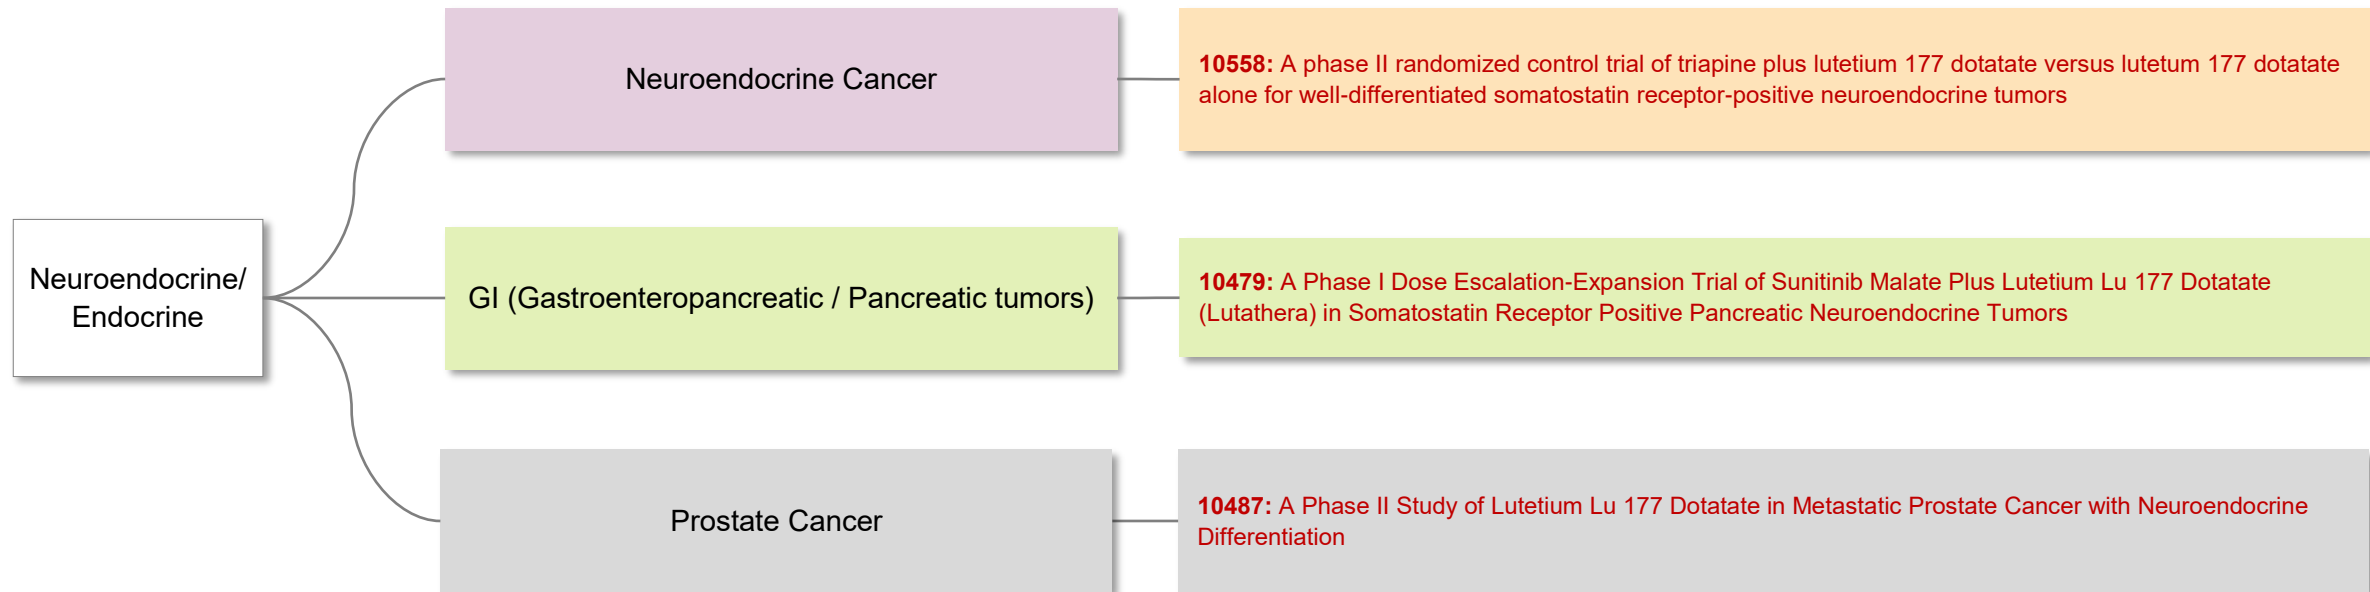 Neuroendocrine/
Endocrine
Neuroendocrine Cancer
10558: A phase II randomized control trial of triapine plus lutetium 177 dotatate versus lutetum 177 dotatate
alone for well-differentiated somatostatin receptor-positive neuroendocrine tumors
GI (Gastroenteropancreatic / Pancreatic tumors)
10479: A Phase I Dose Escalation-Expansion Trial of Sunitinib Malate Plus Lutetium Lu 177 Dotatate
(Lutathera) in Somatostatin Receptor Positive Pancreatic Neuroendocrine Tumors
Prostate Cancer
10487: A Phase II Study of Lutetium Lu 177 Dotatate in Metastatic Prostate Cancer with Neuroendocrine
Differentiation